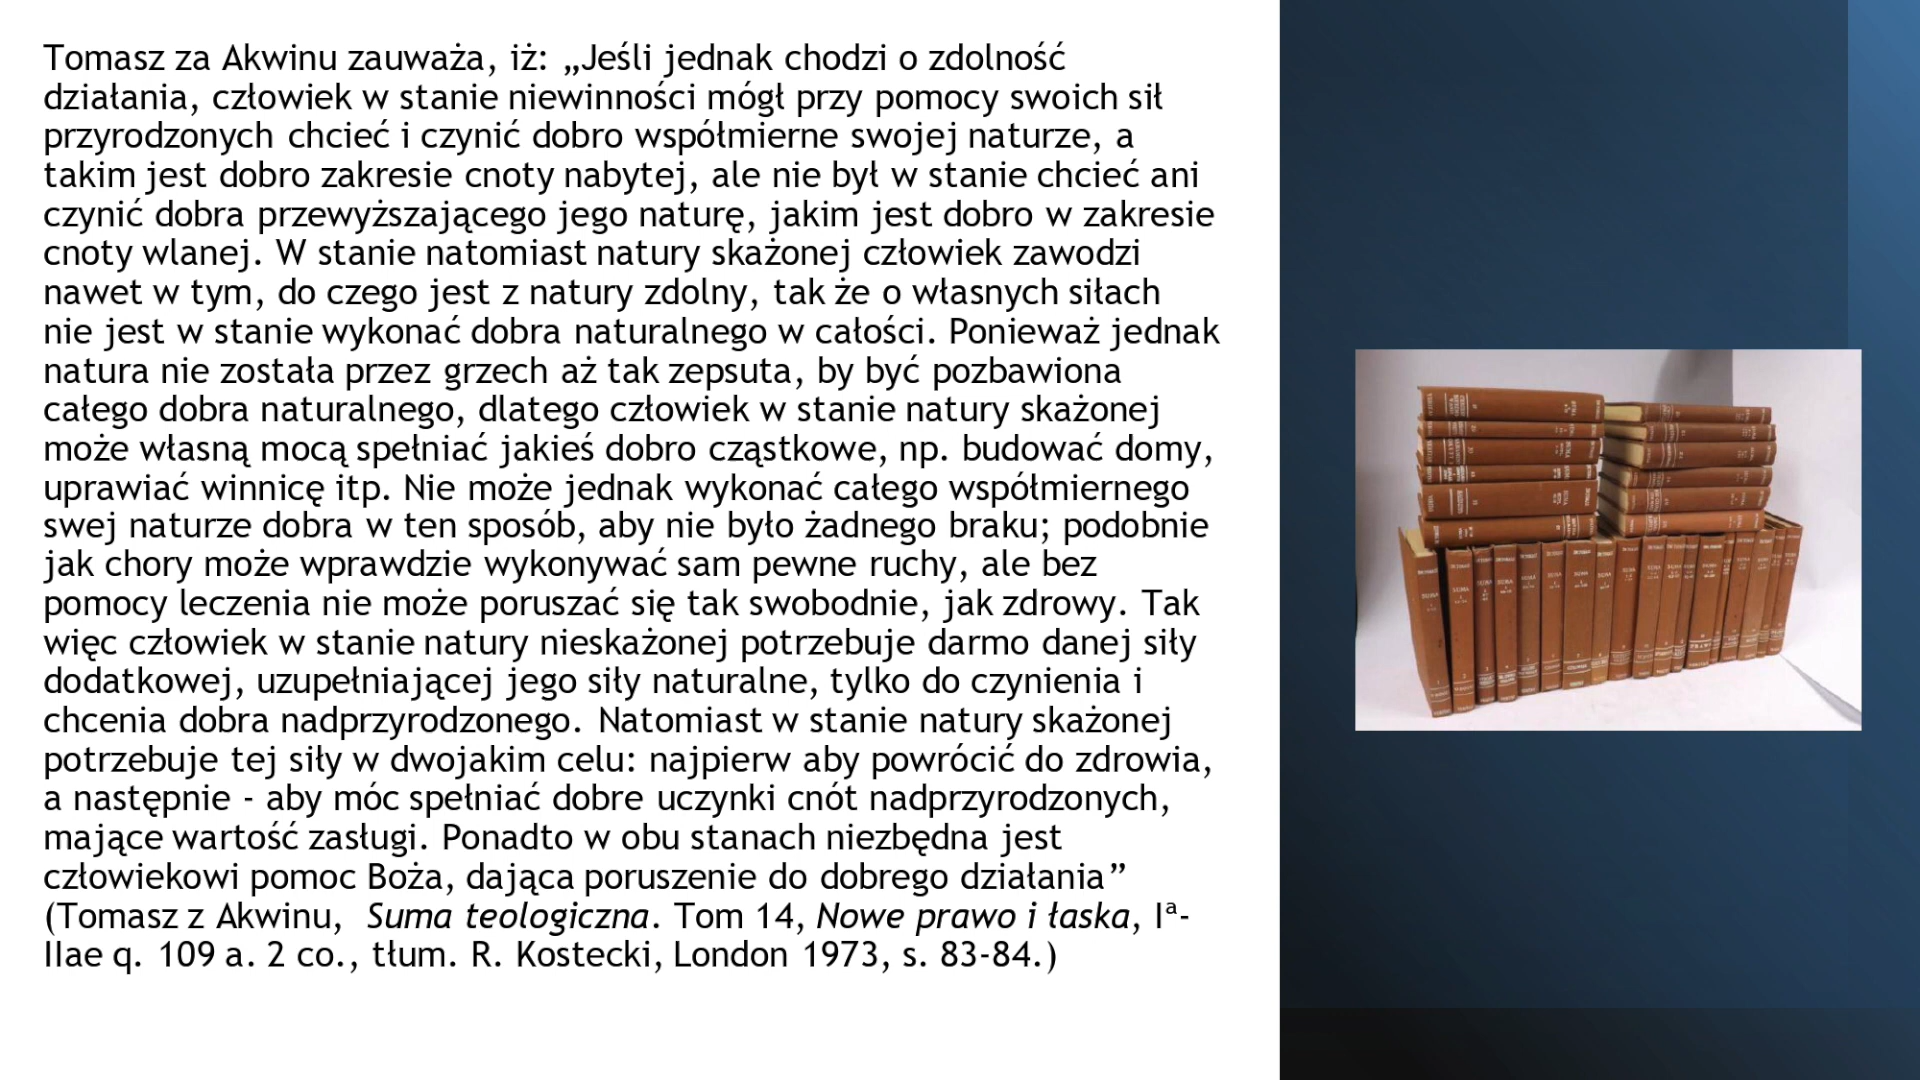 Tomasz za Akwinu zauważa, iż: „Jeśli jednak chodzi o zdolność
działania, człowiek w stanie niewinności mógł przy pomocy swoich sił
przyrodzonych chcieć i czynić dobro współmierne swojej naturze, a
takim jest dobro zakresie cnoty nabytej, ale nie był w stanie chcieć ani
czynić dobra przewyższającego jego naturę, jakim jest dobro w zakresie
cnoty wlanej. W stanie natomiast natury skażonej człowiek zawodzi
nawet w tym, do czego jest z natury zdolny, tak że o własnych siłach
nie jest w stanie wykonać dobra naturalnego w całości. Ponieważ jednak
natura nie została przez grzech aż tak zepsuta, by być pozbawiona
całego dobra naturalnego, dlatego człowiek w stanie natury skażonej
może własną mocą spełniać jakieś dobro cząstkowe, np. budować domy,
uprawiać winnicę itp. Nie może jednak wykonać całego współmiernego
swej naturze dobra w ten sposób, aby nie było żadnego braku; podobnie
jak chory może wprawdzie wykonywać sam pewne ruchy, ale bez
pomocy leczenia nie może poruszać się tak swobodnie, jak zdrowy. Tak
więc człowiek w stanie natury nieskażonej potrzebuje darmo danej siły
dodatkowej, uzupełniającej jego siły naturalne, tylko do czynienia i
chcenia dobra nadprzyrodzonego. Natomiast w stanie natury skażonej
potrzebuje tej siły w dwojakim celu: najpierw aby powrócić do zdrowia,
a następnie - aby móc spełniać dobre uczynki cnót nadprzyrodzonych,
mające wartość zasługi. Ponadto w obu stanach niezbędna jest
człowiekowi pomoc Boża, dająca poruszenie do dobrego działania”
(Tomasz z Akwinu, Suma teologiczna. Tom 14, Nowe prawo i łaska, Iª-
IIae q. 109 a. 2 co., tłum. R. Kostecki, London 1973, s. 83-84.)